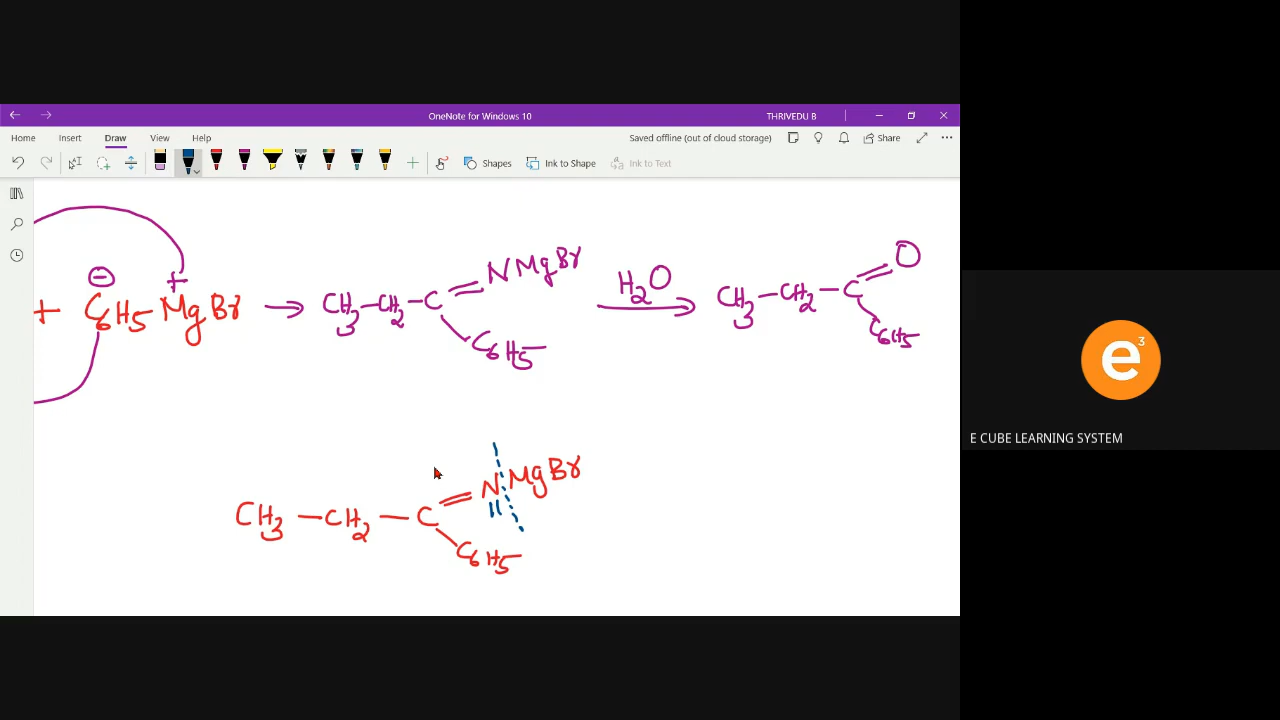 OneNote for Windows 10
THRIVEDU B
Home Insert Draw View Help
Saved offline (out of cloud storage)
Share
Shapes
Ink to Shape
Ink to Text
+ C6H5 MgBr → CH3–CH2–C=NMgBr H2O → CH3–CH2–C=O
⊖ +
C6H5 C6H5
CH3–CH2–C=N MgBr
C6H5
e3
E CUBE LEARNING SYSTEM